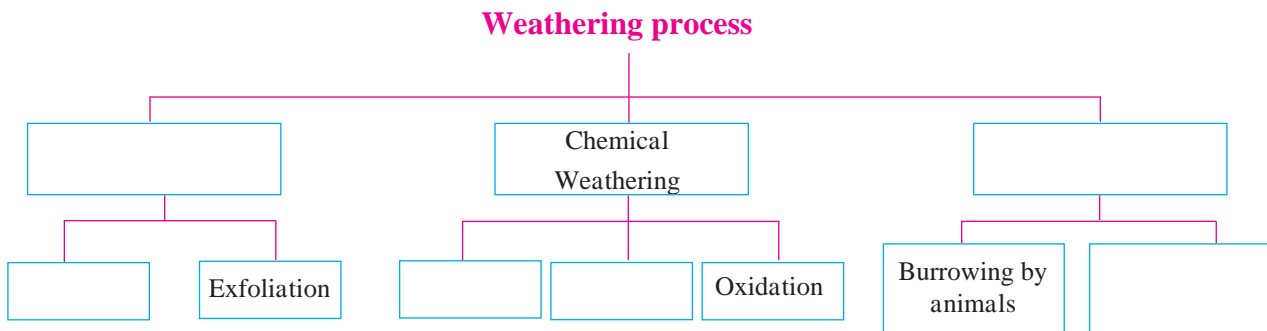 Weathering process
Chemical
Weathering
Exfoliation
Oxidation
Burrowing by
animals